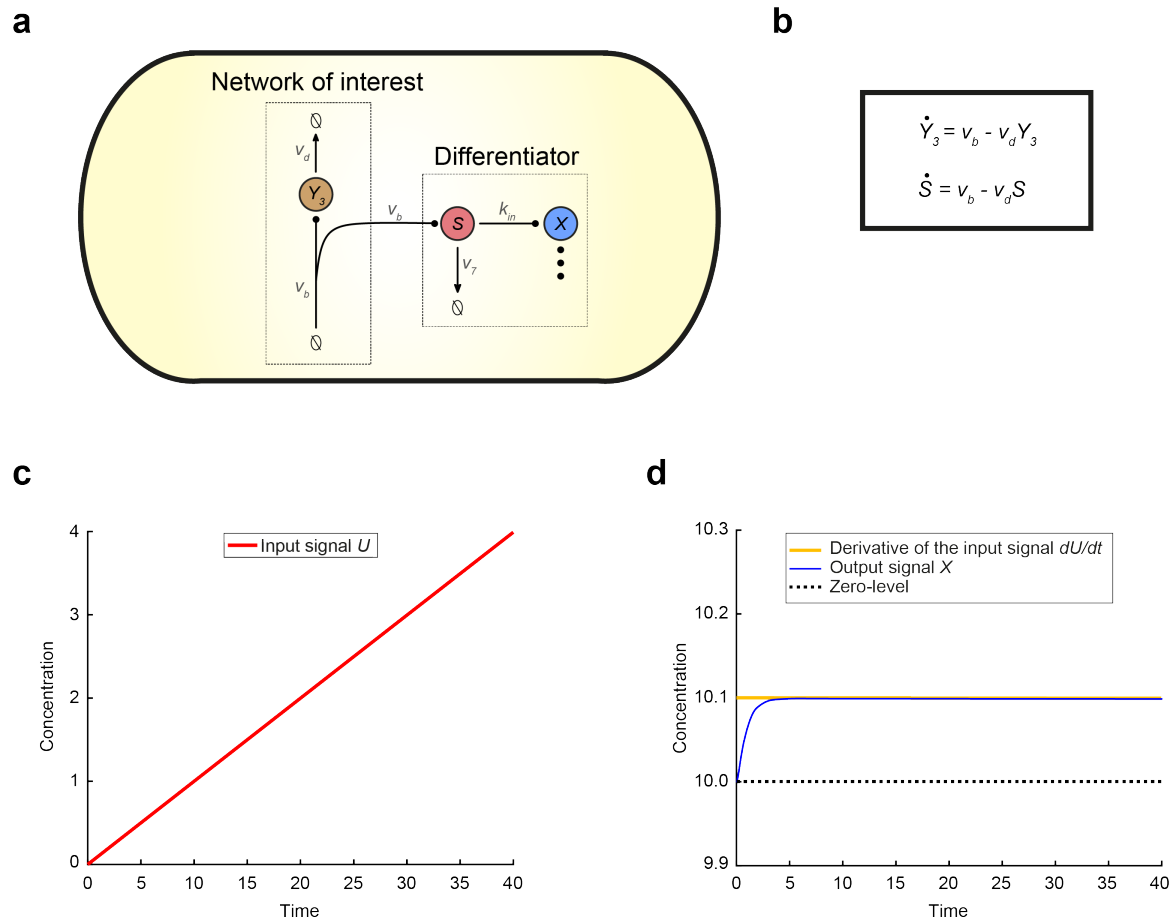 a
Network of interest
∅
v_d
Y_3
v_b
∅
v_b
Differentiator
S
k_in
X
v_7
∅
b
Ẏ_3 = v_b - v_d Y_3
Ṡ = v_b - v_d S
c
Concentration
4
3
2
1
0
0 5 10 15 20 25 30 35 40
Time
Input signal U
d
Concentration
10.3
10.2
10.1
10.0
9.9
0 5 10 15 20 25 30 35 40
Time
Derivative of the input signal dU/dt
Output signal X
Zero-level